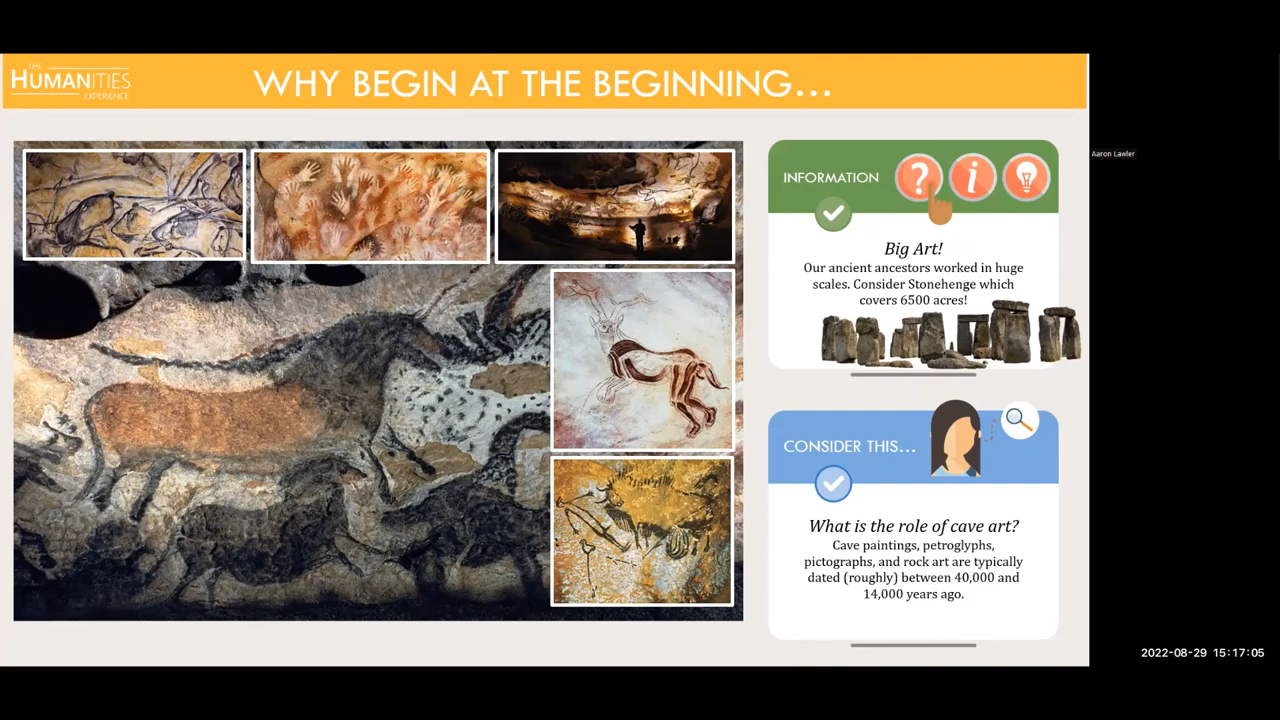 THE
HUMANITIES
EXPERIENCE
WHY BEGIN AT THE BEGINNING...
INFORMATION
? i
Big Art!
Our ancient ancestors worked in huge
scales. Consider Stonehenge which
covers 6500 acres!
Aaron Lawler
CONSIDER THIS...
What is the role of cave art?
Cave paintings, petroglyphs,
pictographs, and rock art are typically
dated (roughly) between 40,000 and
14,000 years ago.
2022-08-29 15:17:05